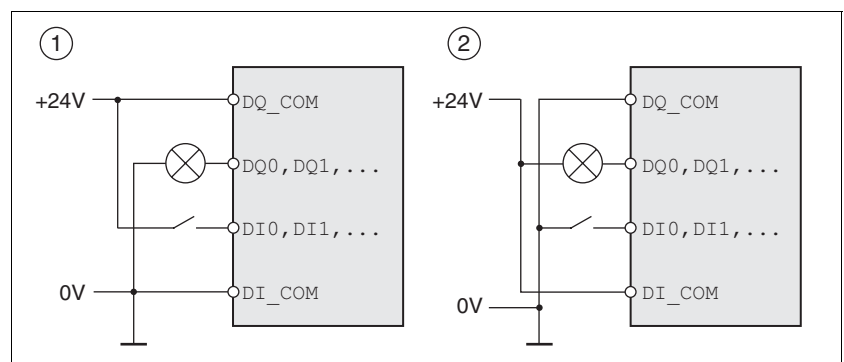 1
+24V
DQ_COM
DQ0,DQ1,...
DI0,DI1,...
0V
DI_COM
2
+24V
DQ_COM
DQ0,DQ1,...
DI0,DI1,...
DI_COM
0V